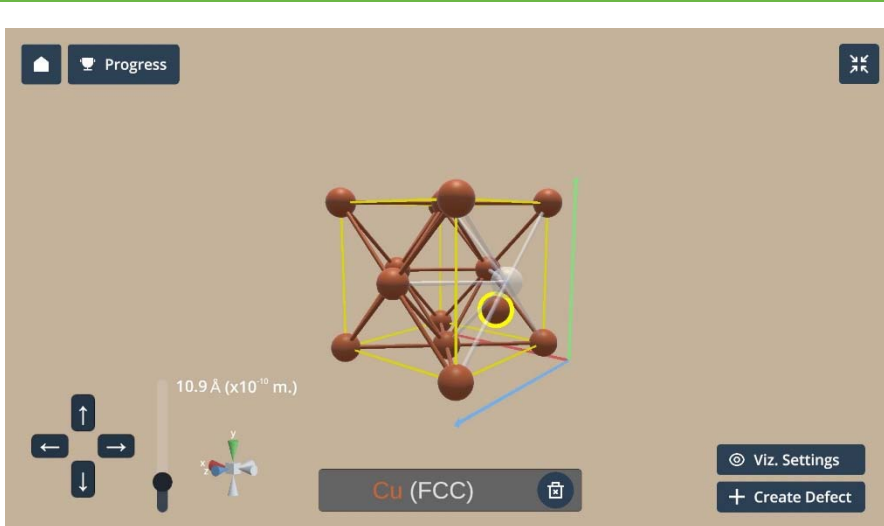 Progress
10.9 Å (x10⁻¹⁰ m.)
y
x
z
Cu (FCC)
Viz. Settings
+ Create Defect